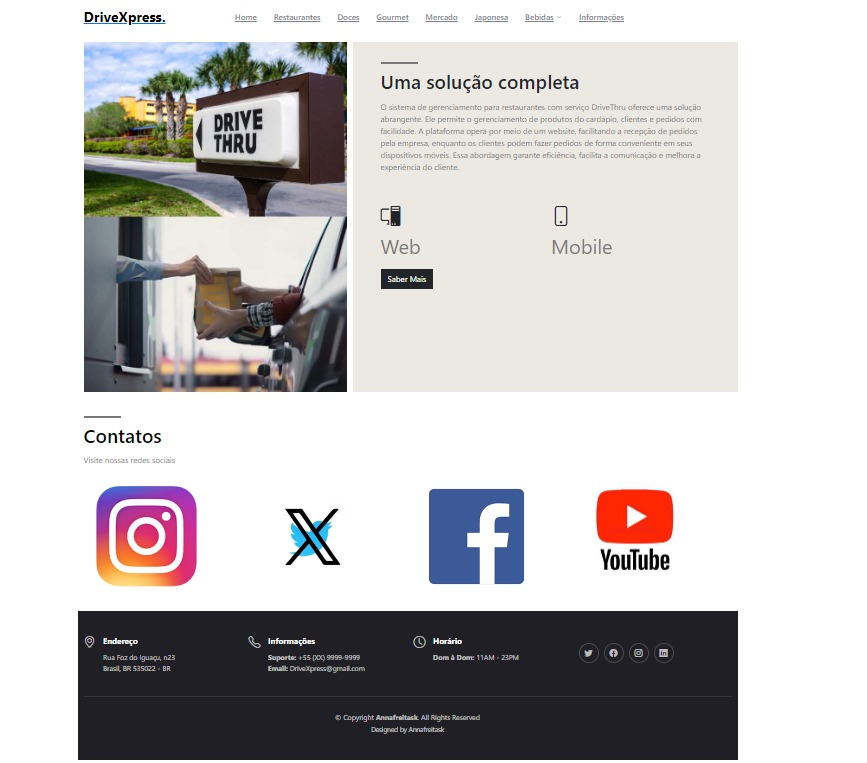 DriveXpress.
Home Restaurantes Doces Gourmet Mercado Japonesa Bebidas Informações
DRIVE
THRU
Uma solução completa
O sistema de gerenciamento para restaurantes com serviço DriveThru oferece uma solução
abrangente. Ele permite o gerenciamento de produtos do cardápio, clientes e pedidos com
facilidade. A plataforma opera por meio de um website, facilitando a recepção de pedidos
pela empresa, enquanto os clientes podem fazer pedidos de forma conveniente em seus
dispositivos móveis. Essa abordagem garante eficiência, facilita a comunicação e melhora a
experiência do cliente.
Web
Mobile
Saber Mais
Contatos
Visite nossas redes sociais
YouTube
Endereço
Rua Foz do Iguaçu, n23
Brasil, BR 535022 - BR
Informações
Suporte: +55 (XX) 9999-9999
Email: DriveXpress@gmail.com
Horário
Dom à Dom: 11AM - 23PM
© Copyright Annafreitask. All Rights Reserved
Designed by Annafreitask